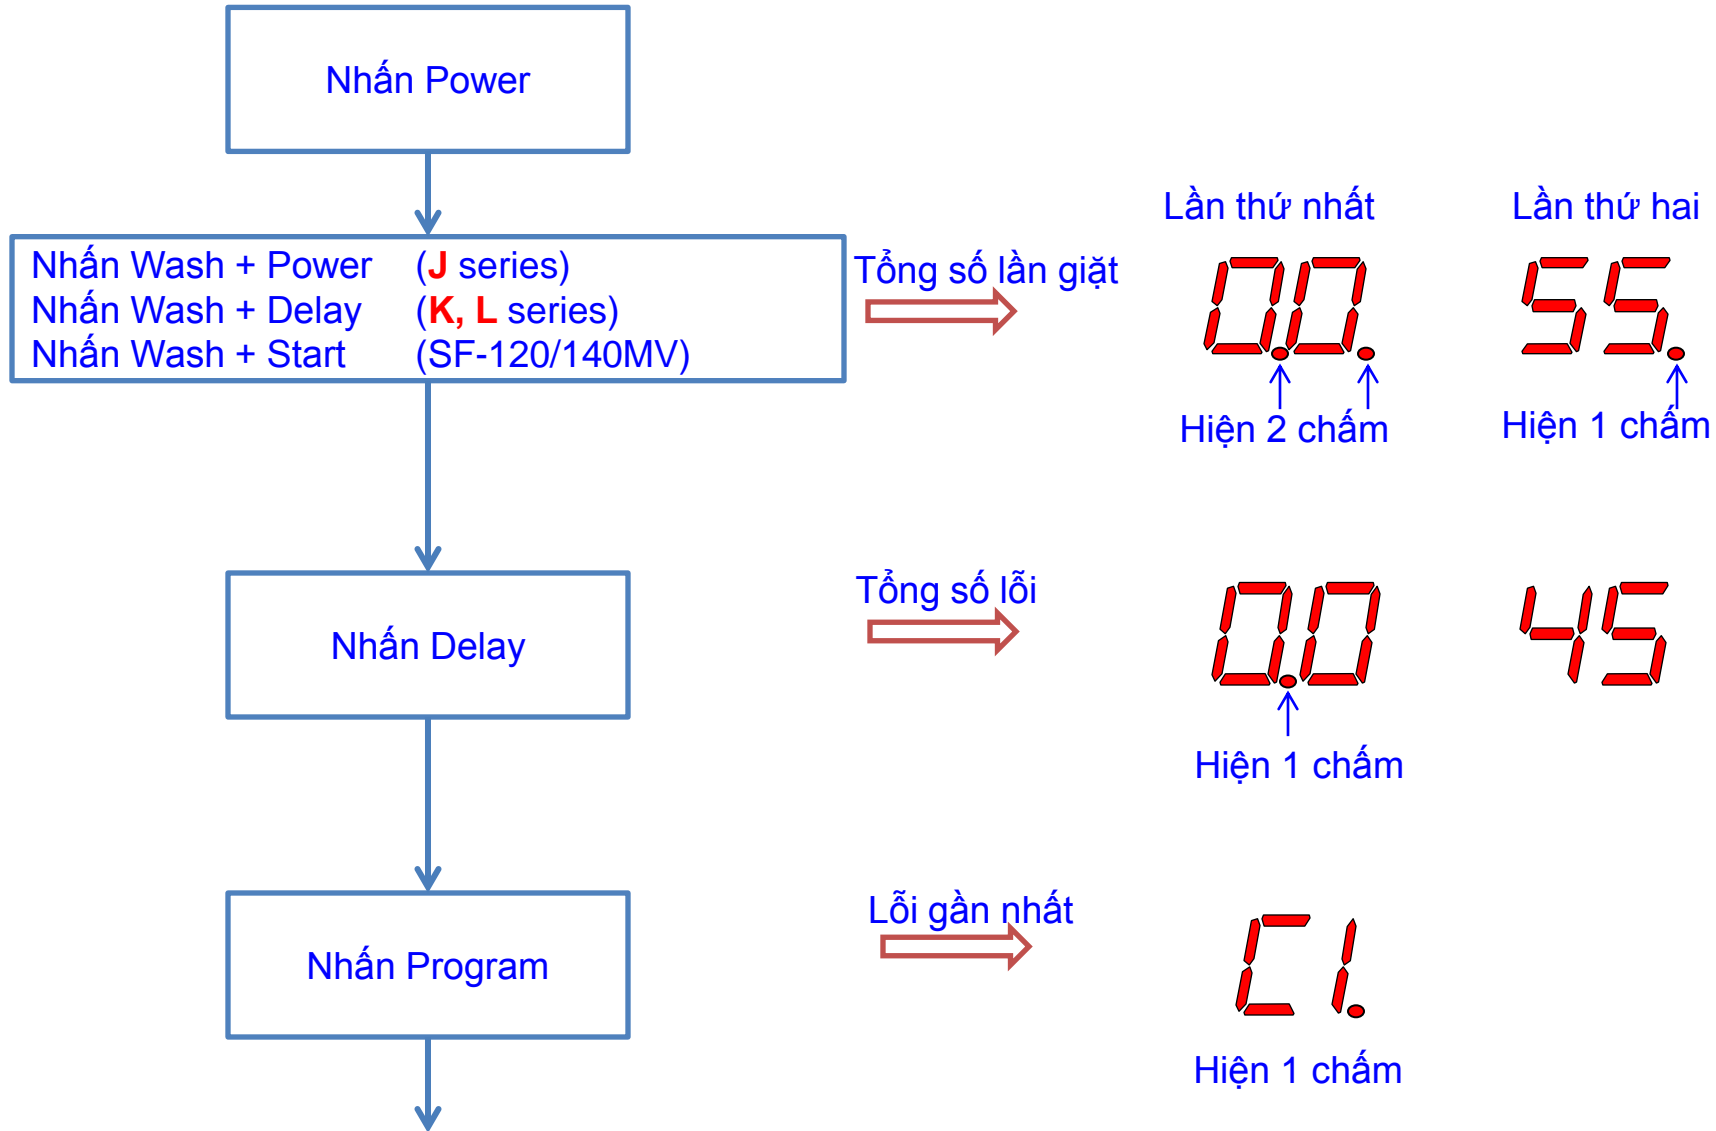 Nhấn Power
Nhấn Wash + Power (J series)
Nhấn Wash + Delay (K, L series)
Nhấn Wash + Start (SF-120/140MV)
Tổng số lần giặt
Lần thứ nhất
Lần thứ hai
0.0.
55.
Hiện 2 chấm
Hiện 1 chấm
Nhấn Delay
Tổng số lỗi
0.0
45
Hiện 1 chấm
Nhấn Program
Lỗi gần nhất
C1.
Hiện 1 chấm